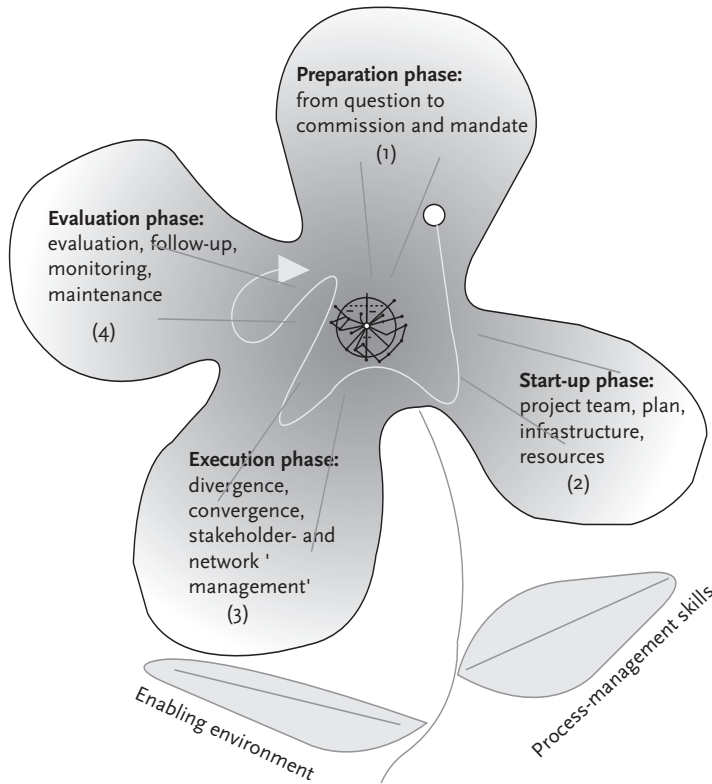 Preparation phase:
from question to
commission and mandate
(1)
Evaluation phase:
evaluation, follow-up,
monitoring,
maintenance
(4)
Start-up phase:
project team, plan,
infrastructure,
resources
(2)
Execution phase:
divergence,
convergence,
stakeholder- and
network '
management'
(3)
Enabling environment
Process-management skills